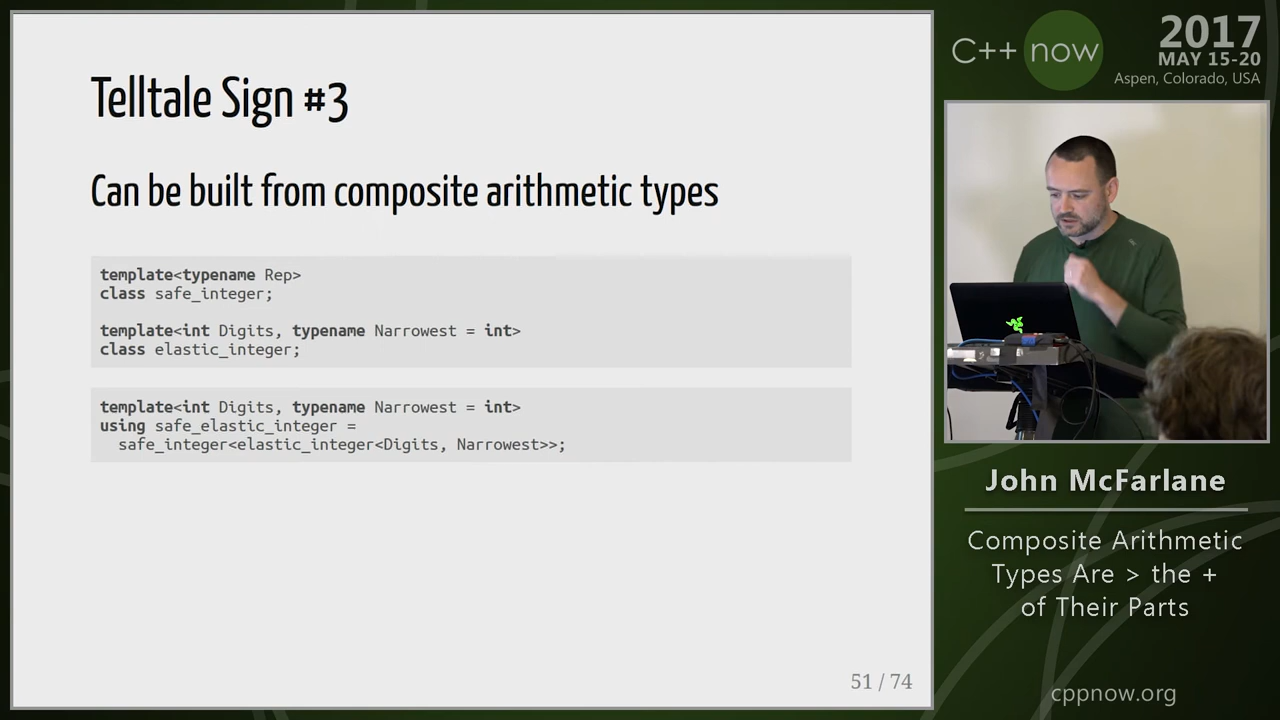 Telltale Sign #3
Can be built from composite arithmetic types
template<typename Rep>
class safe_integer;
template<int Digits, typename Narrowest = int>
class elastic_integer;
template<int Digits, typename Narrowest = int>
using safe_elastic_integer =
safe_integer<elastic_integer<Digits, Narrowest>>;
51 / 74
C++ now
2017
MAY 15-20
Aspen, Colorado, USA
John McFarlane
Composite Arithmetic
Types Are > the +
of Their Parts
cppnow.org